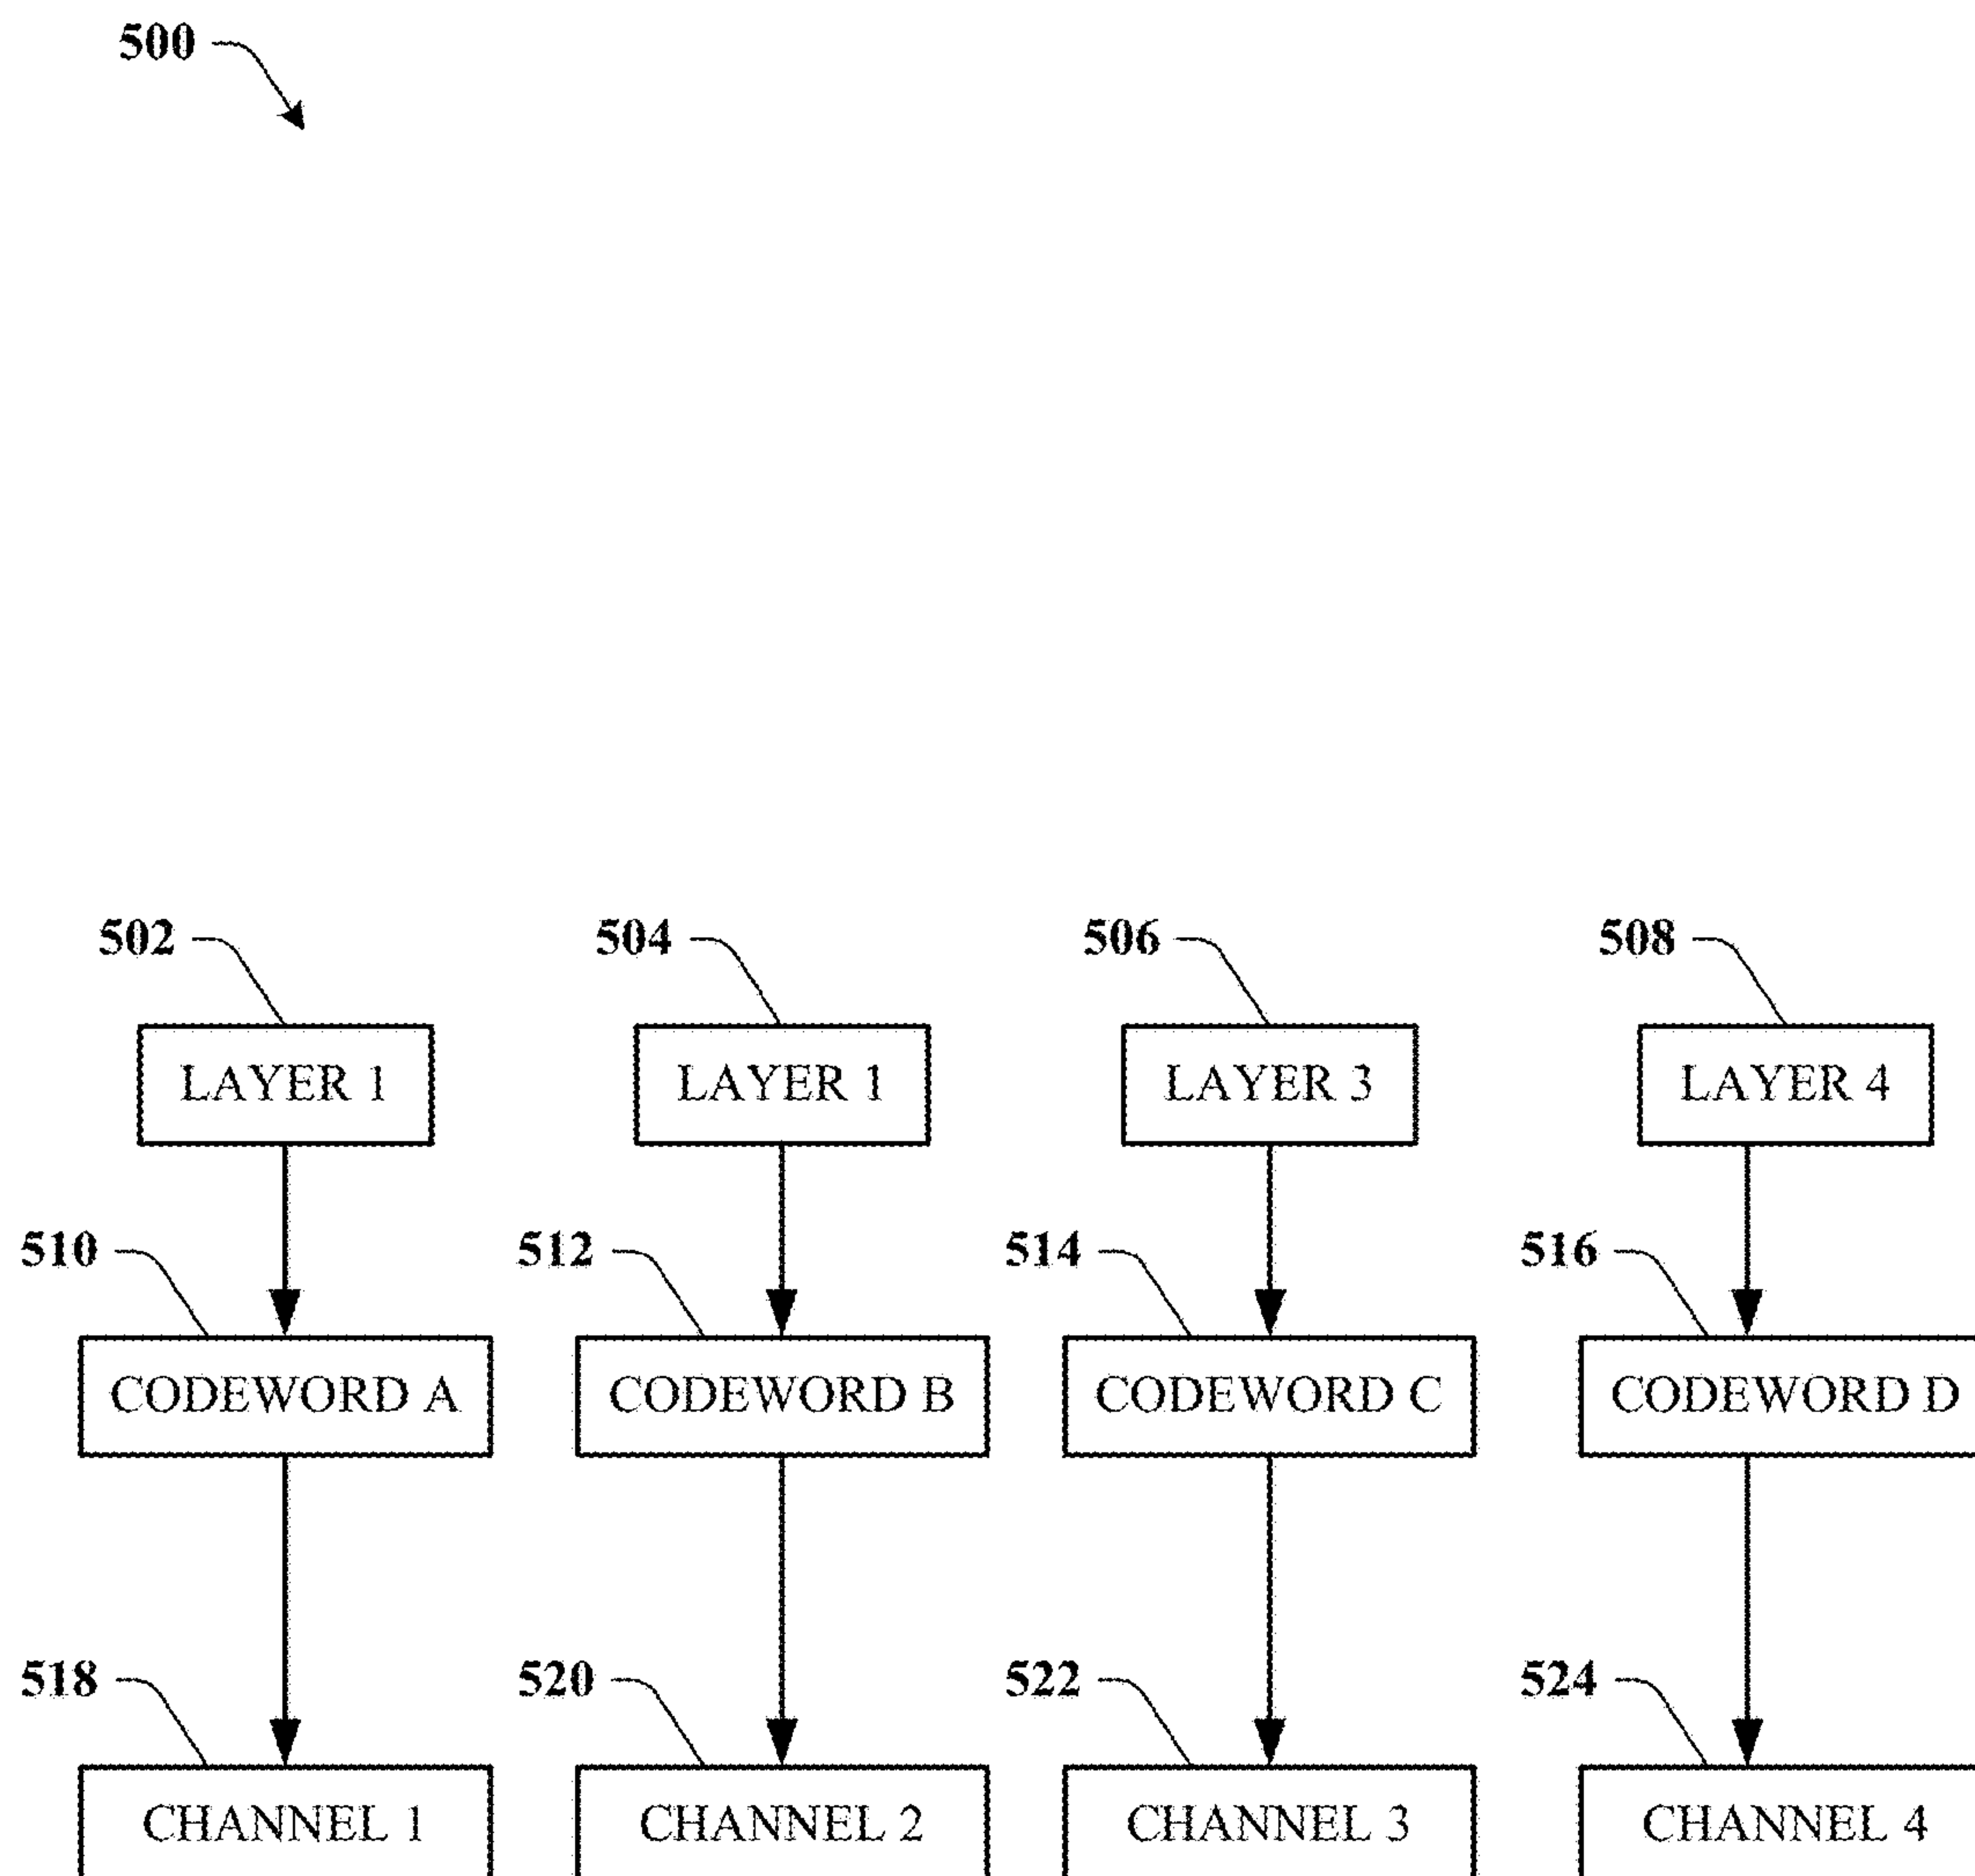 500
502 504 506 508
LAYER 1 LAYER 1 LAYER 3 LAYER 4
510 512 514 516
CODEWORD A CODEWORD B CODEWORD C CODEWORD D
518 520 522 524
CHANNEL 1 CHANNEL 2 CHANNEL 3 CHANNEL 4